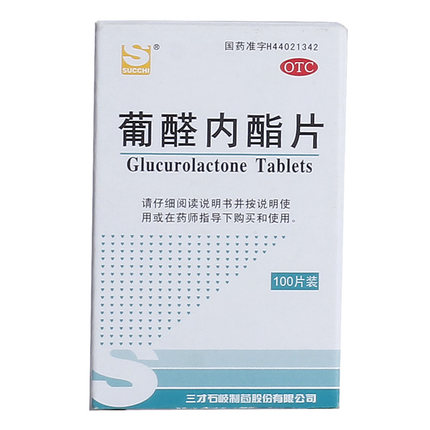 国药准字H44021342
S®
SUCCHI
OTC
葡醛内酯片
Glucurolactone Tablets
请仔细阅读说明书并按说明使
用或在药师指导下购买和使用。
100片装
S
三才石岐制药股份有限公司